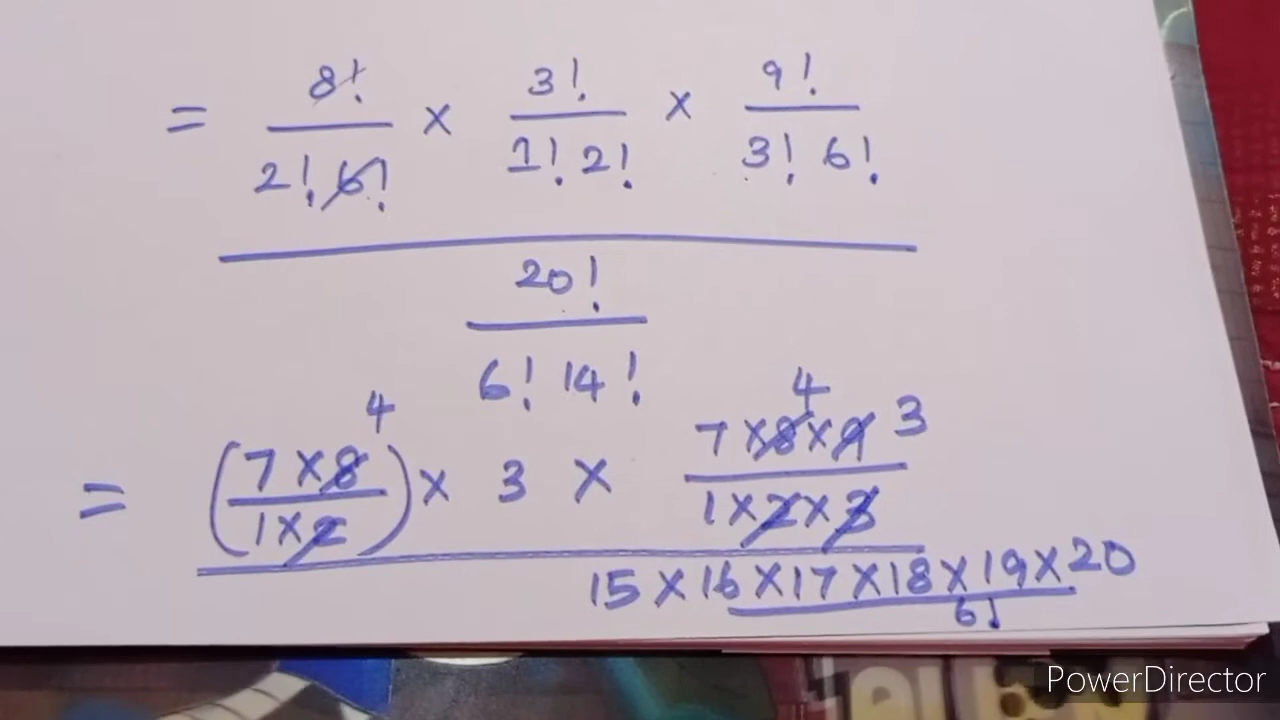 = 8! × 3! × 9!
2! 6! 1! 2! 3! 6!
20!
6! 14!
4 4
= (7×8) × 3 × 7×8×9 3
1×2 1×2×3
15×16×17×18×19×20
6!
PowerDirector